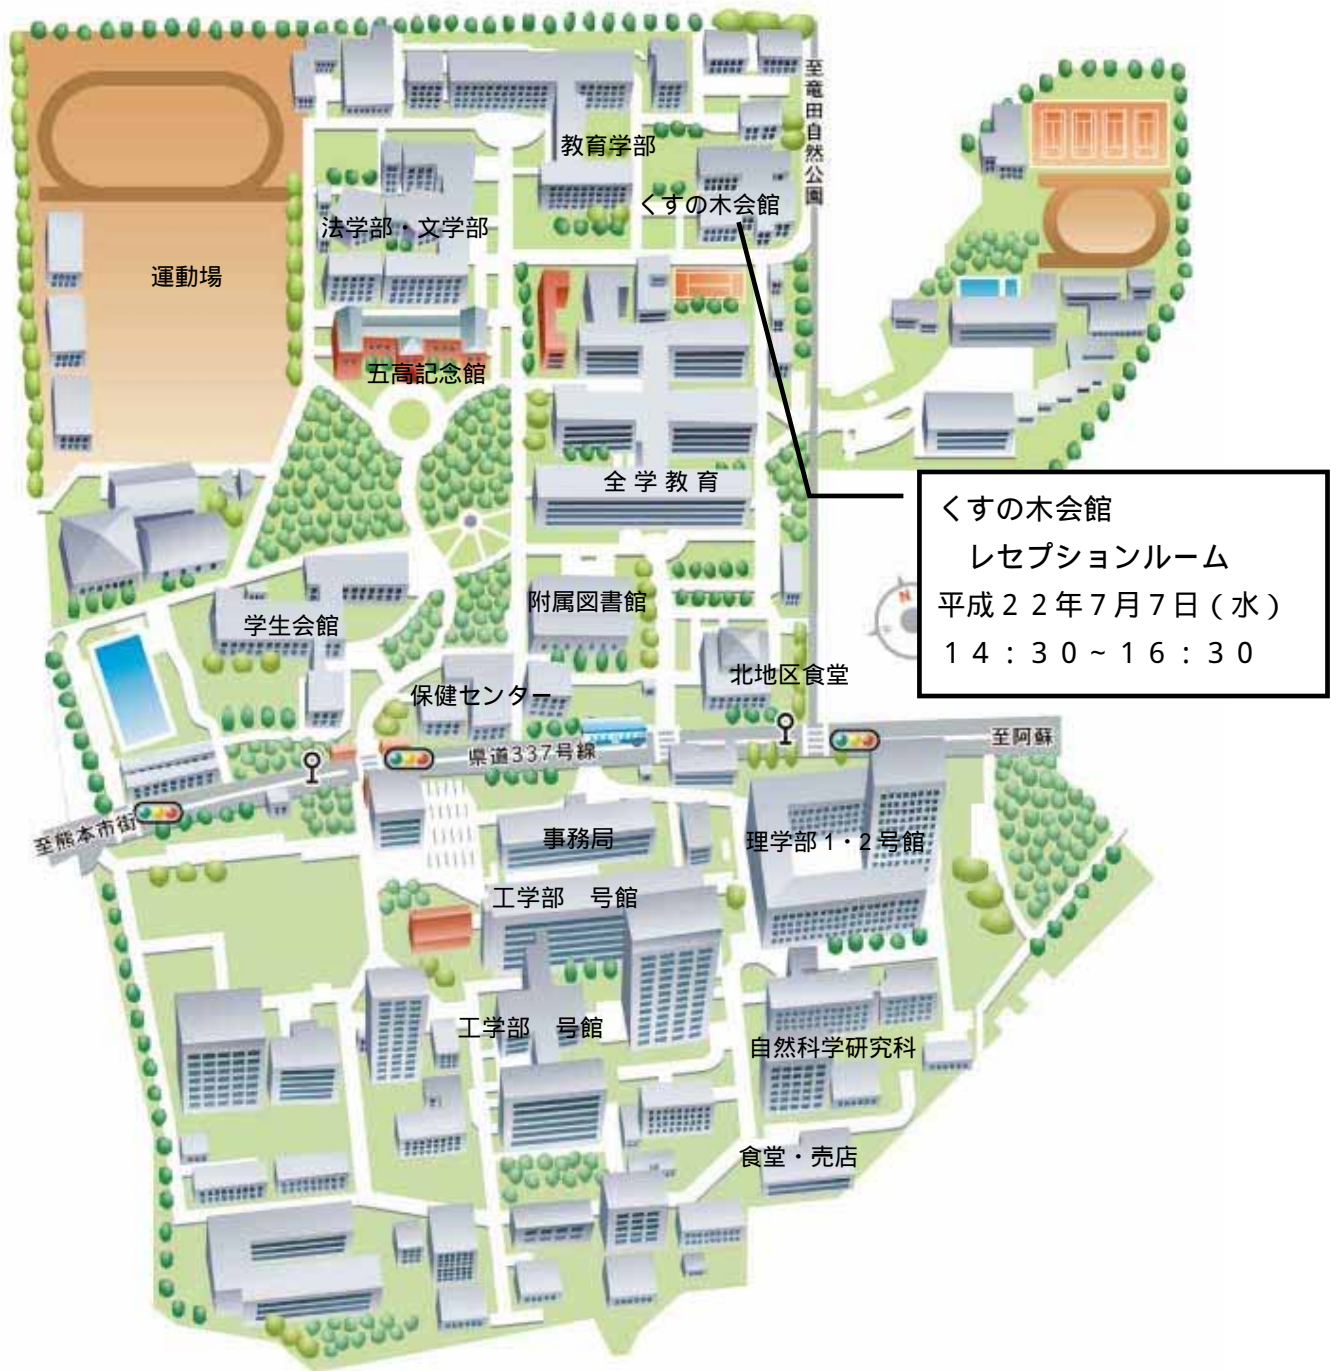 至竜田自然公園
教育学部
くすの木会館
法学部・文学部
運動場
五高記念館
全学教育
くすの木会館
レセプションルーム
平成２２年７月７日（水）
１４：３０～１６：３０
N
附属図書館
学生会館
北地区食堂
保健センター
県道337号線
至阿蘇
至熊本市街
事務局
理学部１・２号館
工学部　号館
工学部　号館
自然科学研究科
食堂・売店